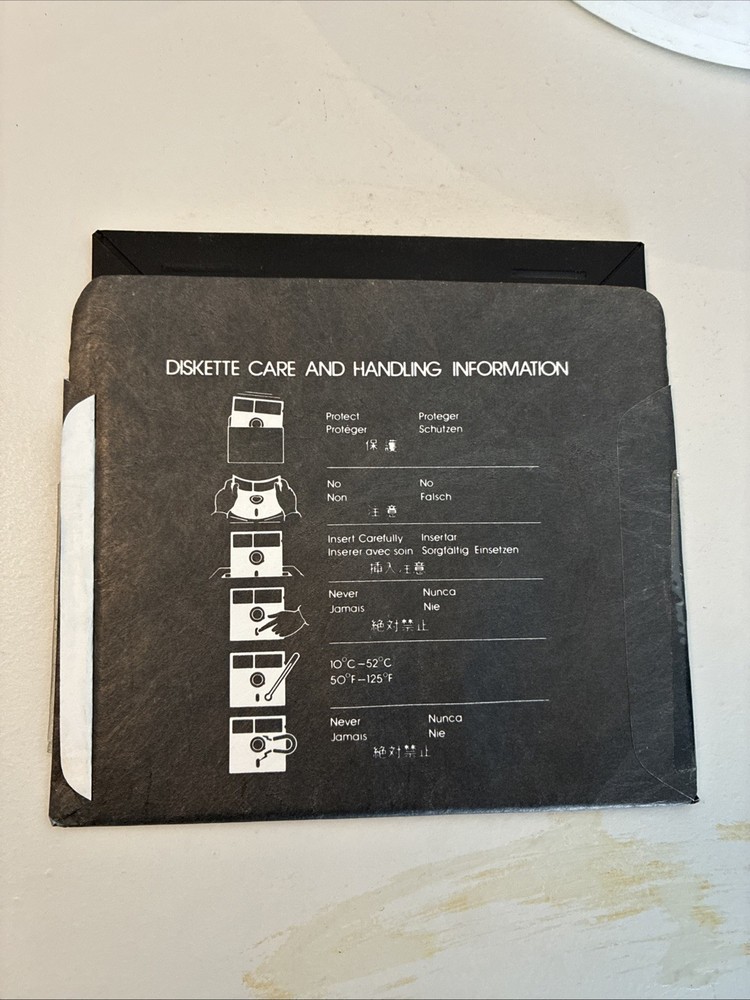 DISKETTE CARE AND HANDLING INFORMATION
Protect Proteger
Protéger Schützen
保護
No No
Non Falsch
注意
Insert Carefully Insertar
Inserer avec soin Sorgfältig Einsetzen
挿入注意
Never Nunca
Jamais Nie
絶対禁止
10°C-52°C
50°F-125°F
Never Nunca
Jamais Nie
絶対禁止